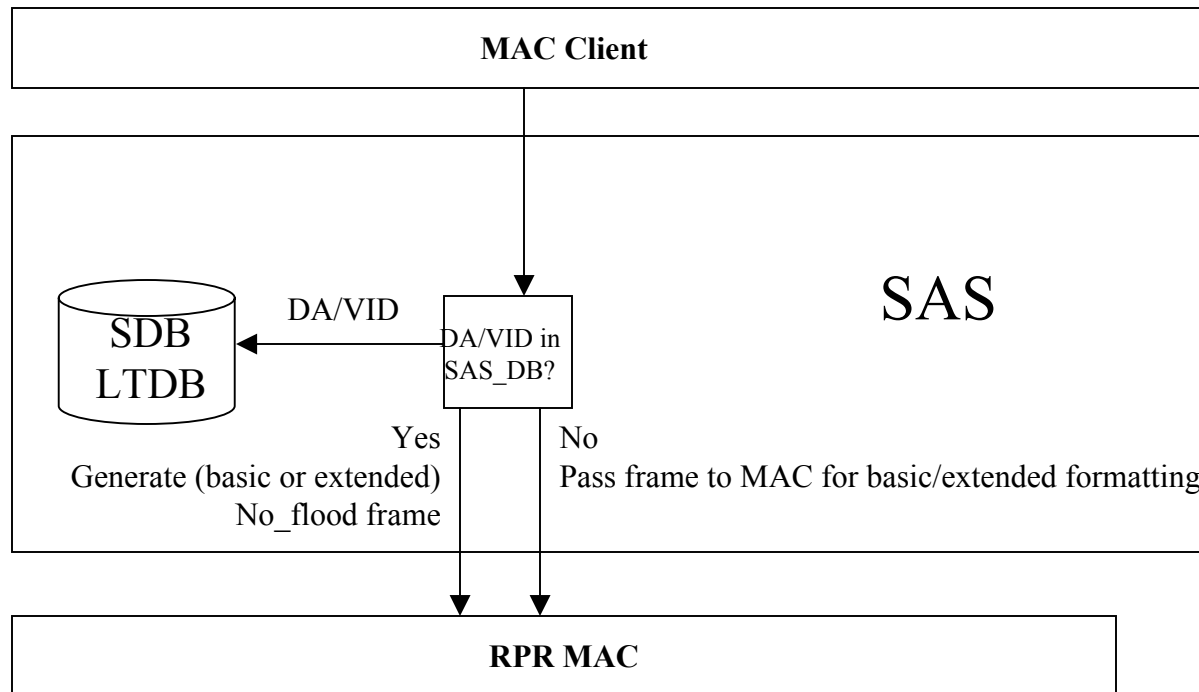 MAC Client
SAS
SDB
LTDB
DA/VID
DA/VID in
SAS_DB?
Yes
Generate (basic or extended)
No_flood frame
No
Pass frame to MAC for basic/extended formatting
RPR MAC